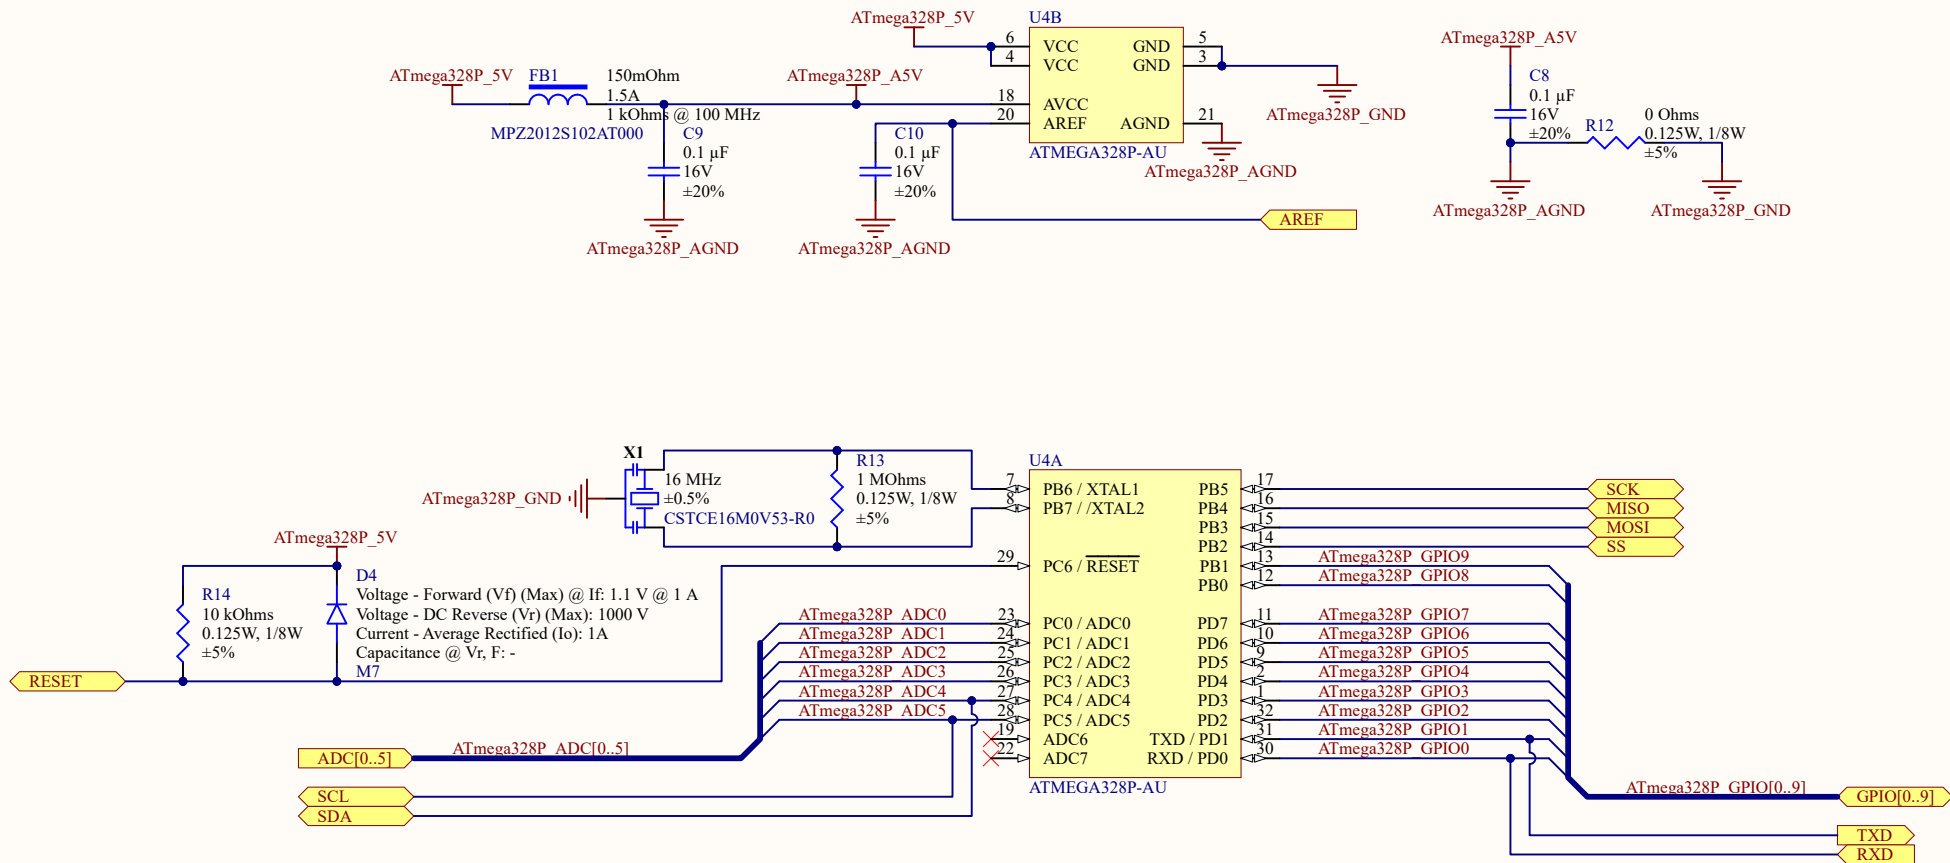 ATmega328P_5V
U4B
6 VCC GND 5
4 VCC GND 3
18 AVCC
20 AREF AGND 21
ATMEGA328P-AU
ATmega328P_GND
ATmega328P_AGND
ATmega328P_5V
FB1
150mOhm
1.5A
1 kOhms @ 100 MHz
MPZ2012S102AT000
ATmega328P_A5V
C9
0.1 µF
16V
±20%
ATmega328P_AGND
C10
0.1 µF
16V
±20%
ATmega328P_AGND
AREF
ATmega328P_A5V
C8
0.1 µF
16V
±20%
R12
0 Ohms
0.125W, 1/8W
±5%
ATmega328P_AGND
ATmega328P_GND
X1
16 MHz
±0.5%
CSTCE16M0V53-R0
ATmega328P_GND
R13
1 MOhms
0.125W, 1/8W
±5%
ATmega328P_5V
R14
10 kOhms
0.125W, 1/8W
±5%
D4
Voltage - Forward (Vf) (Max) @ If: 1.1 V @ 1 A
Voltage - DC Reverse (Vr) (Max): 1000 V
Current - Average Rectified (Io): 1A
Capacitance @ Vr, F: -
M7
RESET
U4A
7 PB6 / XTAL1
8 PB7 / /XTAL2
29 PC6 / RESET
ATmega328P_ADC0 23 PC0 / ADC0
ATmega328P_ADC1 24 PC1 / ADC1
ATmega328P_ADC2 25 PC2 / ADC2
ATmega328P_ADC3 26 PC3 / ADC3
ATmega328P_ADC4 27 PC4 / ADC4
ATmega328P_ADC5 28 PC5 / ADC5
19 ADC6
22 ADC7
PB5 17 SCK
PB4 16 MISO
PB3 15 MOSI
PB2 14 SS
PB1 13 ATmega328P_GPIO9
PB0 12 ATmega328P_GPIO8
PD7 11 ATmega328P_GPIO7
PD6 10 ATmega328P_GPIO6
PD5 9 ATmega328P_GPIO5
PD4 2 ATmega328P_GPIO4
PD3 1 ATmega328P_GPIO3
PD2 32 ATmega328P_GPIO2
TXD / PD1 31 ATmega328P_GPIO1
RXD / PD0 30 ATmega328P_GPIO0
ATMEGA328P-AU
ADC[0..5] ATmega328P_ADC[0..5]
SCL
SDA
ATmega328P_GPIO[0..9] GPIO[0..9]
TXD
RXD